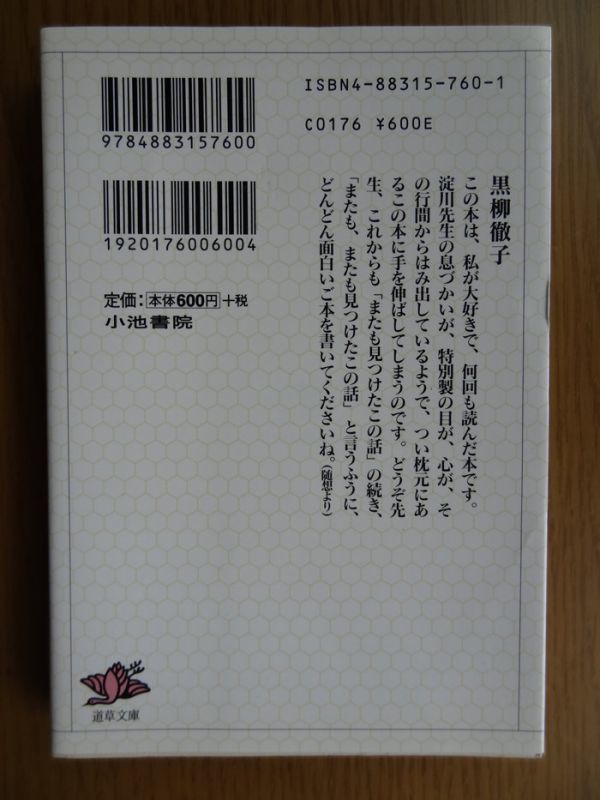 ISBN4-88315-760-1
C0176 ¥600E
9784883157600
1920176006004
定価：本体600円+税
小池書院
黒柳徹子
この本は、私が大好きで、何回も読んだ本です。
淀川先生の息づかいが、特別製の目が、心が、そ
の行間からはみ出しているようで、つい枕元にあ
るこの本に手を伸ばしてしまうのです。どうぞ先
生、これからも「またも見つけたこの話」の続き、
「またも、またも見つけたこの話」と言うふうに、
どんどん面白いご本を書いてくださいね。（随想より）
道草文庫